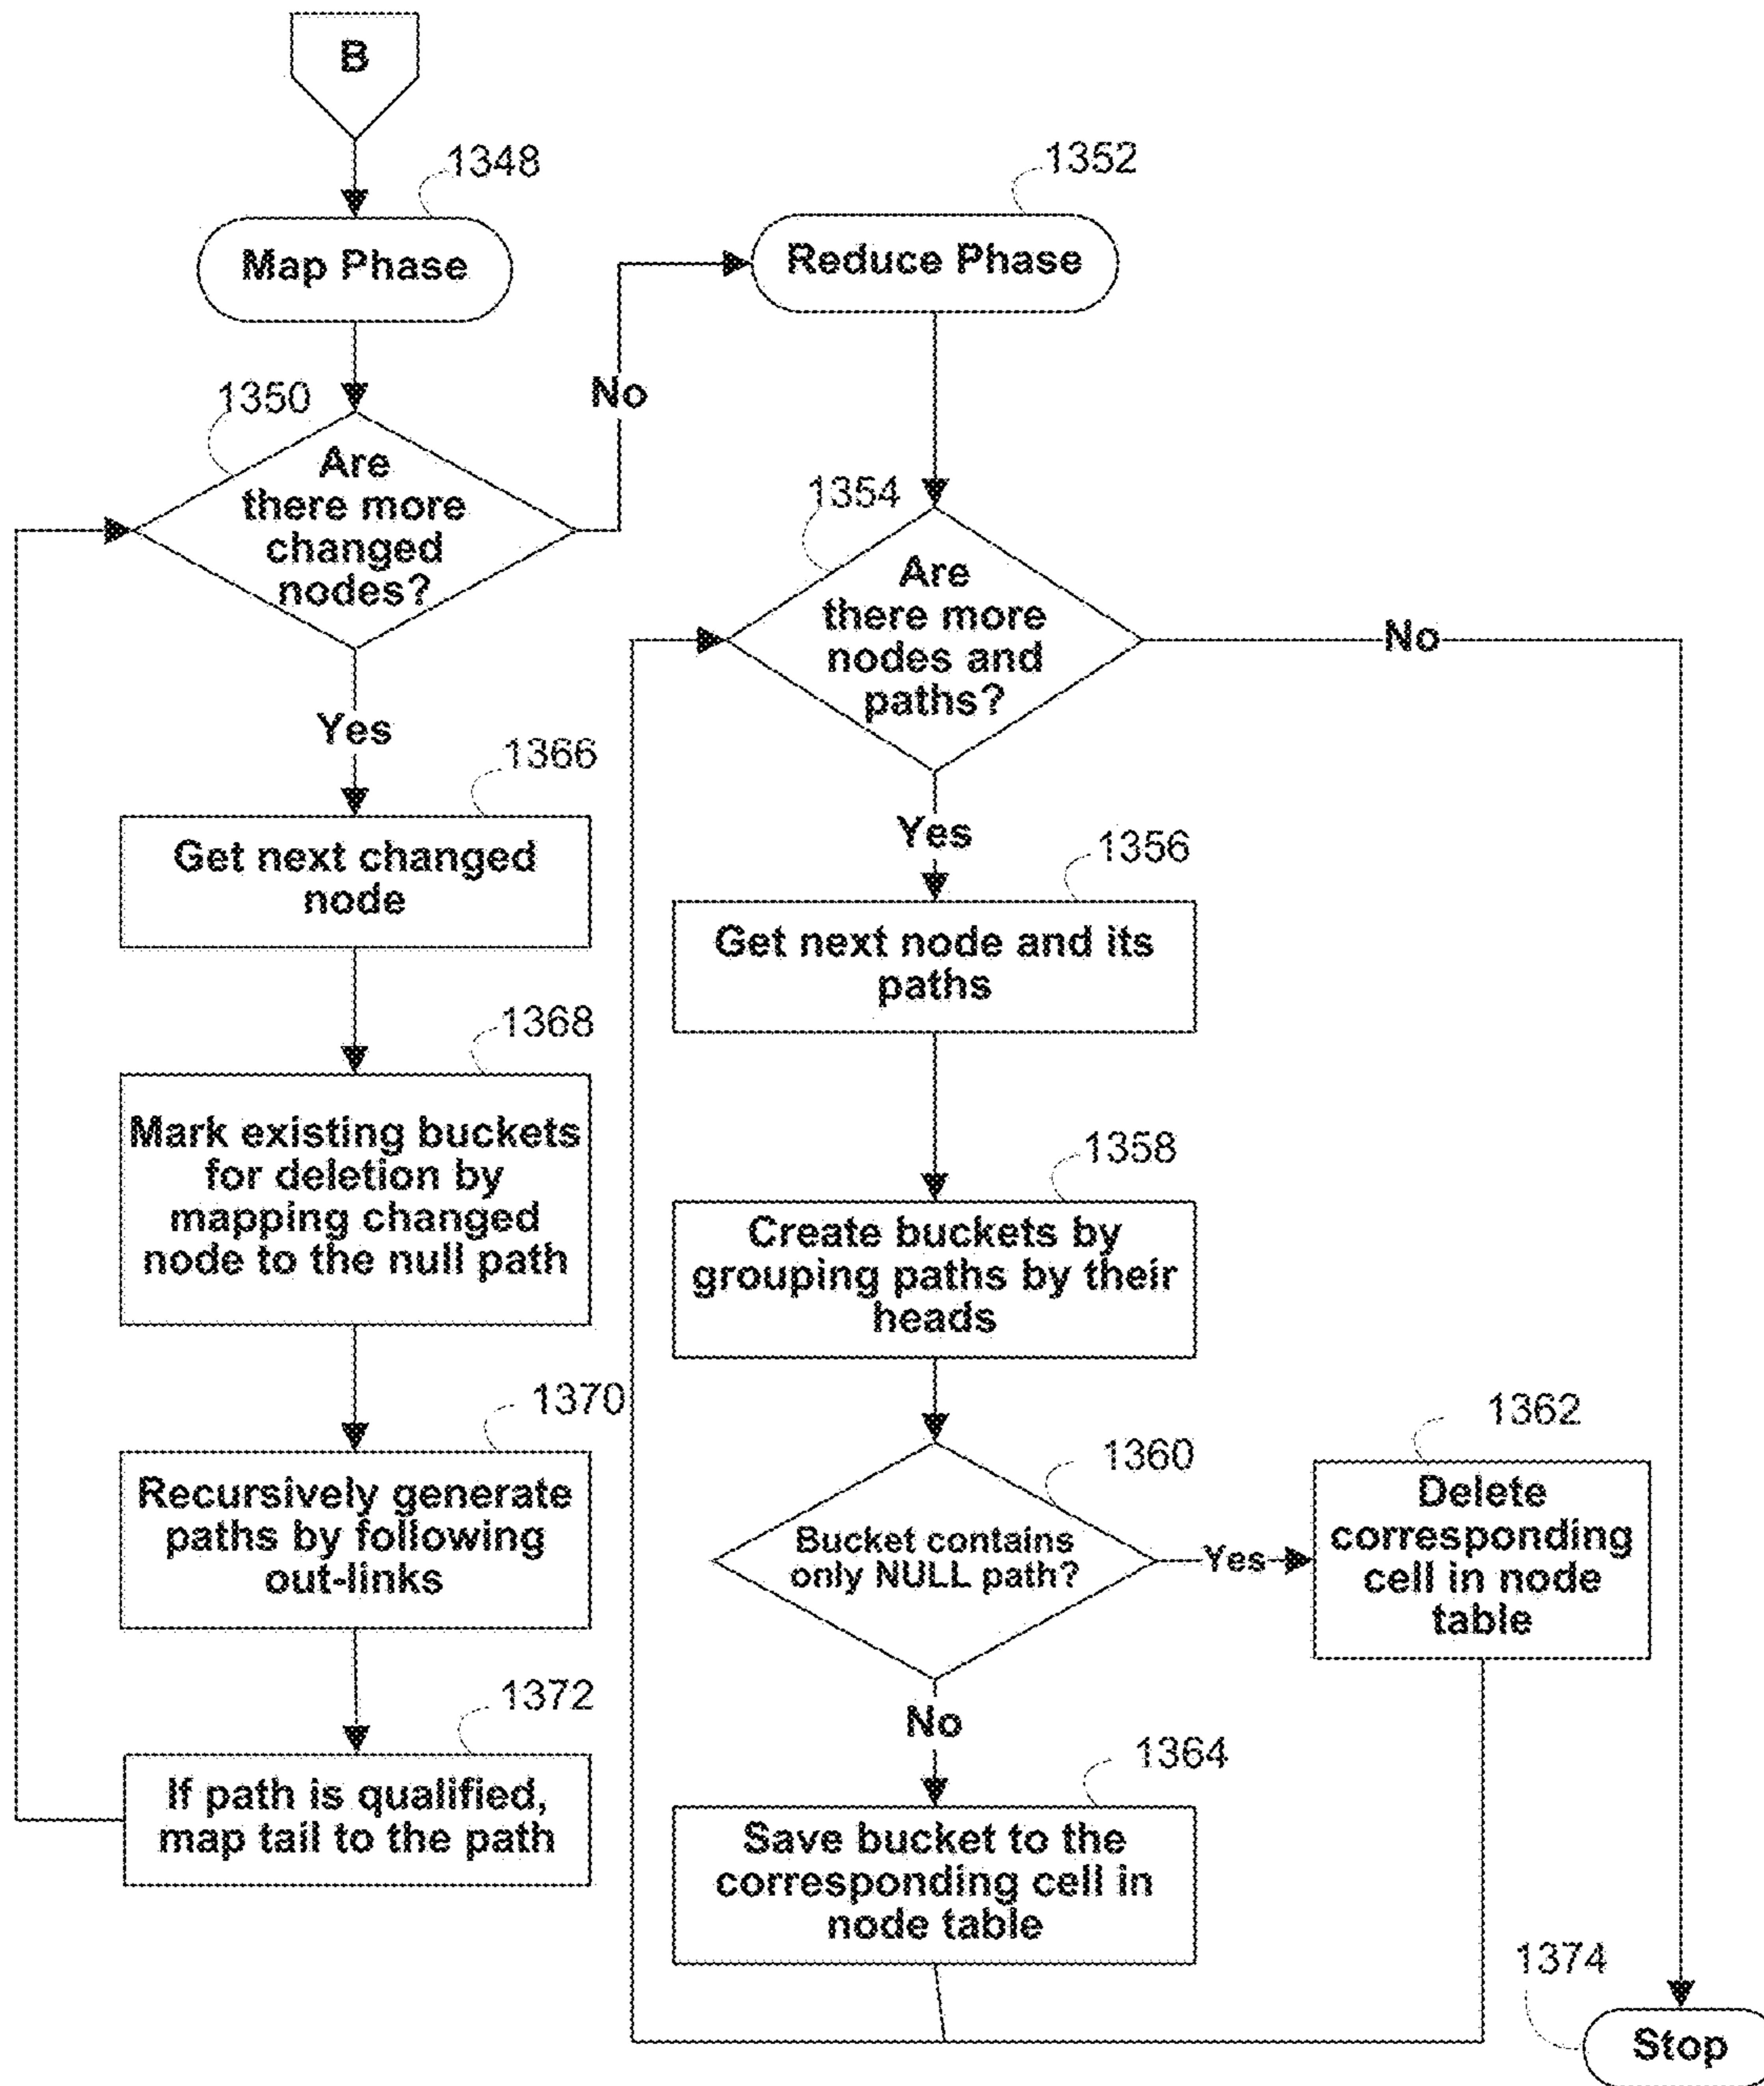 B
1348
Map Phase
1350
Are
there more
changed
nodes?
No
Yes
1366
Get next changed
node
1368
Mark existing buckets
for deletion by
mapping changed
node to the null path
1370
Recursively generate
paths by following
out-links
1372
If path is qualified,
map tail to the path
1352
Reduce Phase
1354
Are
there more
nodes and
paths?
No
Yes
1356
Get next node and its
paths
1358
Create buckets by
grouping paths by their
heads
1360
Bucket contains
only NULL path?
Yes
1362
Delete
corresponding
cell in node
table
No
1364
Save bucket to the
corresponding cell in
node table
1374
Stop